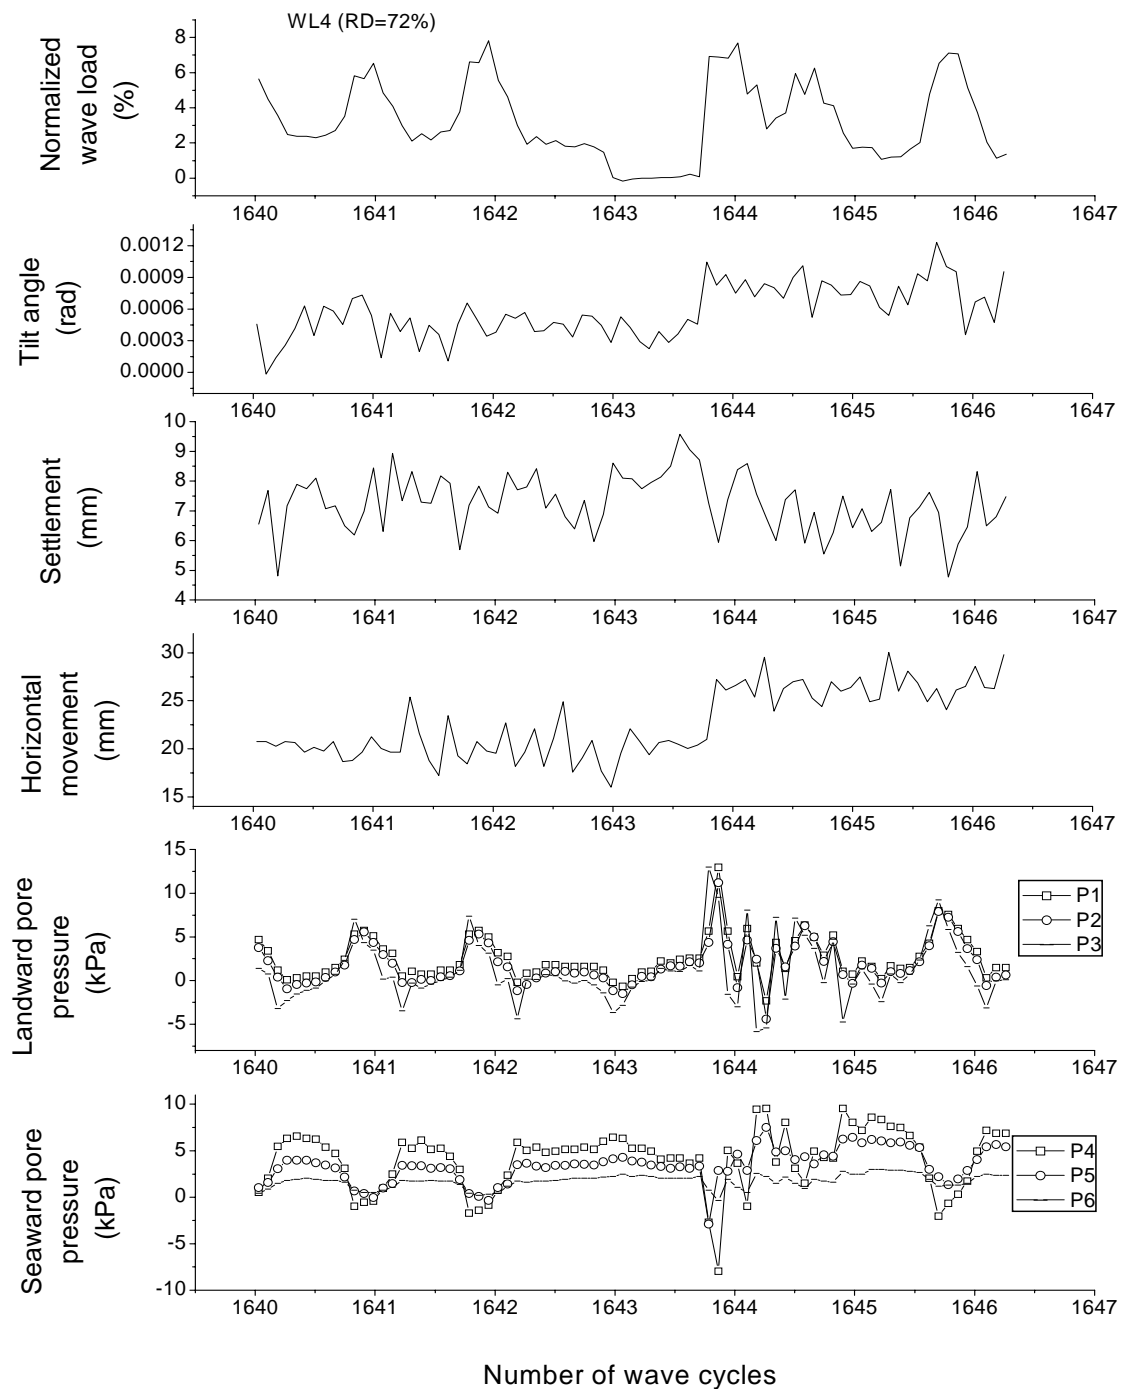 WL4 (RD=72%)
Normalized
wave load
(%)
8
6
4
2
0
1640 1641 1642 1643 1644 1645 1646 1647
Tilt angle
(rad)
0.0012
0.0009
0.0006
0.0003
0.0000
1640 1641 1642 1643 1644 1645 1646 1647
Settlement
(mm)
10
9
8
7
6
5
4
1640 1641 1642 1643 1644 1645 1646 1647
Horizontal
movement
(mm)
30
25
20
15
1640 1641 1642 1643 1644 1645 1646 1647
Landward pore
pressure
(kPa)
15
10
5
0
-5
P1
P2
P3
1640 1641 1642 1643 1644 1645 1646 1647
Seaward pore
pressure
(kPa)
10
5
0
-5
-10
P4
P5
P6
1640 1641 1642 1643 1644 1645 1646 1647
Number of wave cycles